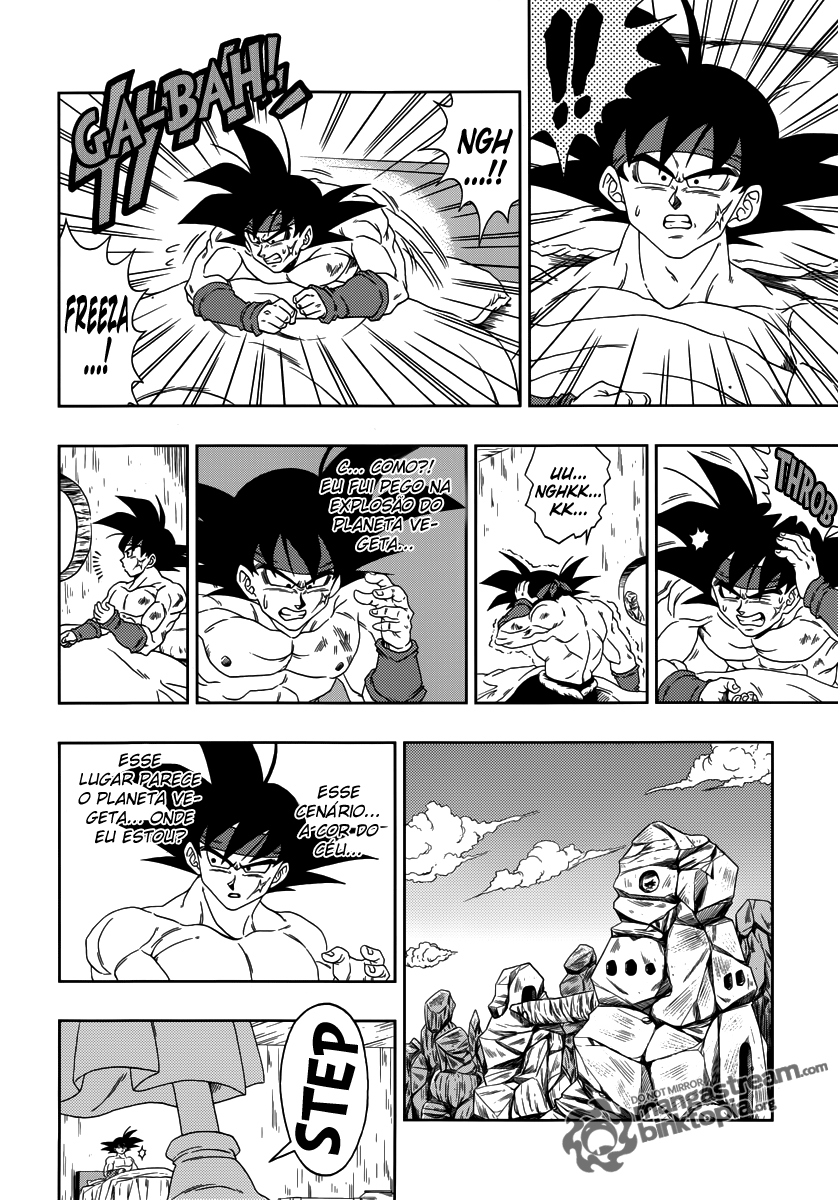 !!
GA-BAH!
NGH
...!!
FREEZA
...!
THROB
UU...
NGHKK...
KK...
C... COMO?!
EU FUI PEGO NA
EXPLOSÃO DO
PLANETA VE-
GETA...
ESSE
CENÁRIO...
A COR DO
CÉU...
ESSE
LUGAR PARECE
O PLANETA VE-
GETA... ONDE
EU ESTOU?
STEP
DO NOT MIRROR
mangastream.com
binktopia.org